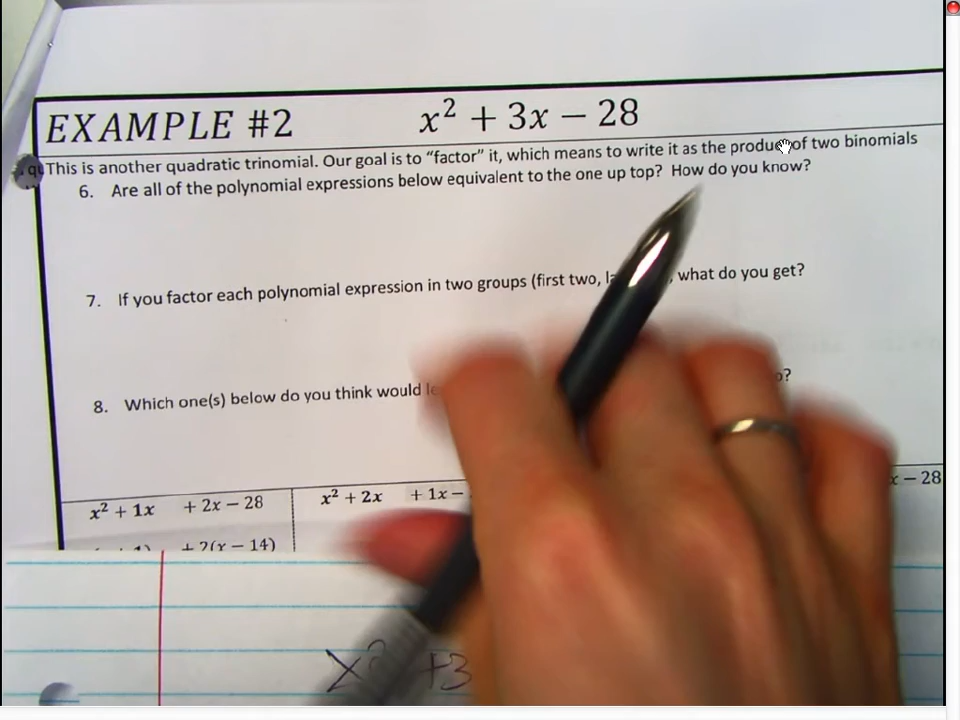 EXAMPLE #2 x² + 3x − 28
This is another quadratic trinomial. Our goal is to “factor” it, which means to write it as the product of two binomials
6. Are all of the polynomial expressions below equivalent to the one up top? How do you know?
7. If you factor each polynomial expression in two groups (first two, what do you get?
8. Which one(s) below do you think would
x² + 1x + 2x − 28 x² + 2x + 1x − x − 28
+ 2(x − 14)
x² +3